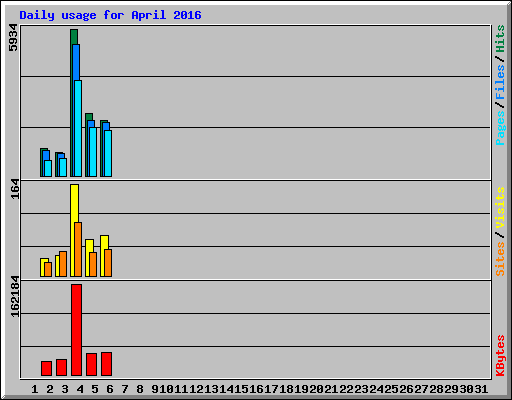 Daily usage for April 2016
5934
164
162184
Pages/Files/Hits
Sites/Visits
KBytes
1 2 3 4 5 6 7 8 9 10 11 12 13 14 15 16 17 18 19 20 21 22 23 24 25 26 27 28 29 30 31